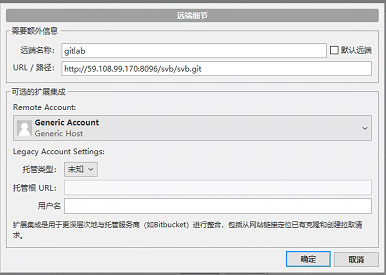 远端细节
需要额外信息
远端名称: gitlab 默认远端
URL / 路径: http://59.108.99.170:8096/svb/svb.git
可选的扩展集成
Remote Account:
Generic Account
Generic Host
Legacy Account Settings:
托管类型: 未知
托管根 URL:
用户名
扩展集成是用于更深层次地与托管服务商（如Bitbucket）进行整合，包括从网站链接定位已有克隆和创建拉取请
求。
确定 取消